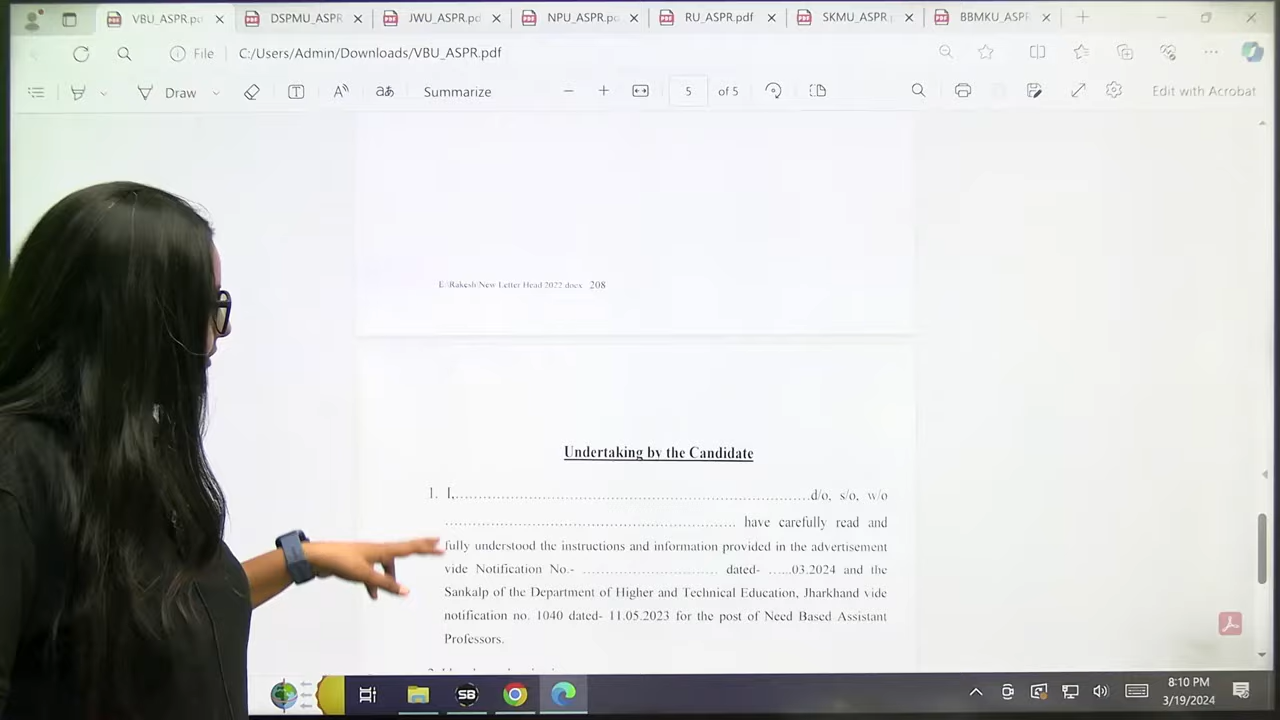 VBU_ASPR.pd
DSPMU_ASPR
JWU_ASPR.pd
NPU_ASPR.p
RU_ASPR.pdf
SKMU_ASPR
BBMKU_ASPR
File C:/Users/Admin/Downloads/VBU_ASPR.pdf
Draw
aあ
Summarize
5 of 5
Edit with Acrobat
E:\Rakesh\New Letter Head 2022.docx 208
Undertaking by the Candidate
1. I,.....................................................................................d/o, s/o, w/o
...................................................................... have carefully read and
fully understood the instructions and information provided in the advertisement
vide Notification No.- ................................. dated- ......03.2024 and the
Sankalp of the Department of Higher and Technical Education, Jharkhand vide
notification no. 1040 dated- 11.05.2023 for the post of Need Based Assistant
Professors.
SB
8:10 PM
3/19/2024